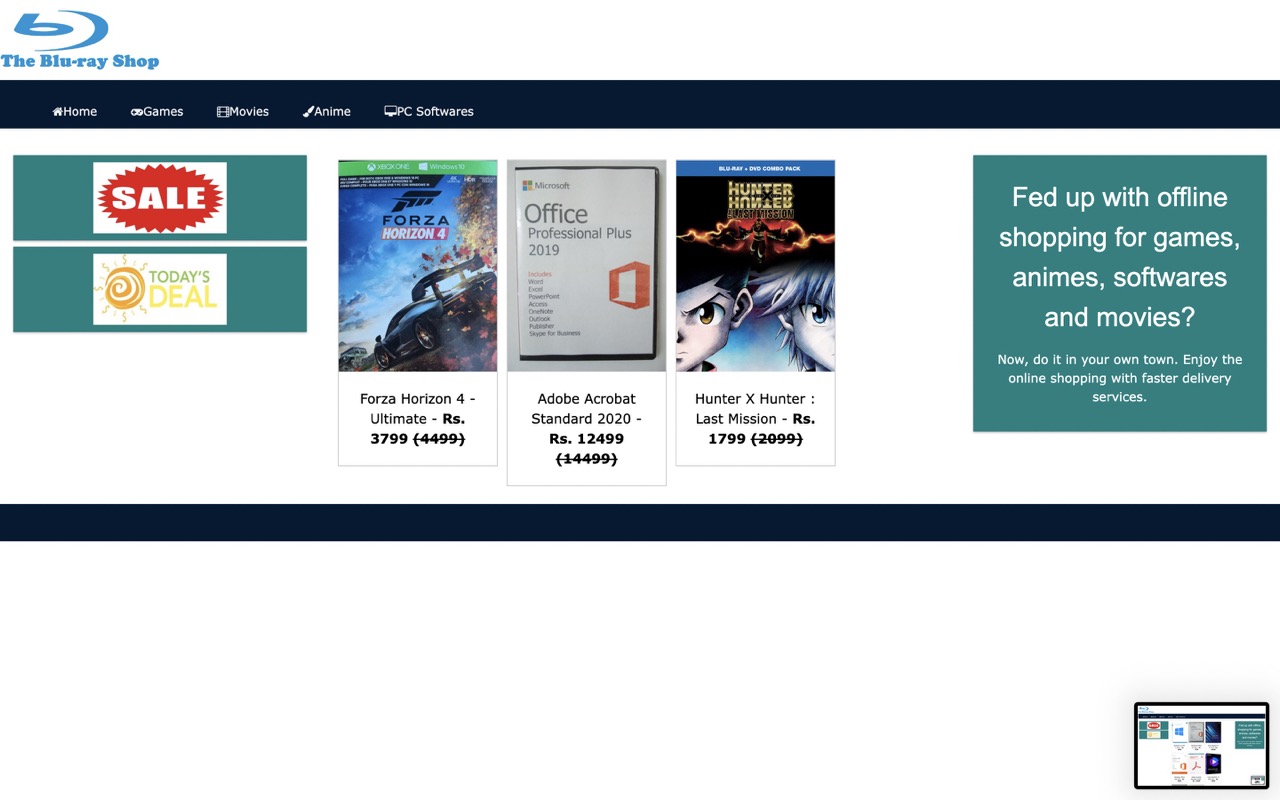 The Blu-ray Shop
Home Games Movies Anime PC Softwares
SALE
TODAY'S
DEAL
XBOX ONE Windows 10
FORZA
HORIZON 4
Forza Horizon 4 -
Ultimate - Rs.
3799 (4499)
Microsoft
Office
Professional Plus
2019
Includes
Word
Excel
PowerPoint
Access
OneNote
Outlook
Publisher
Skype for Business
Adobe Acrobat
Standard 2020 -
Rs. 12499
(14499)
BLU-RAY + DVD COMBO PACK
HUNTER
HUNTER
THE LAST MISSION
Hunter X Hunter :
Last Mission - Rs.
1799 (2099)
Fed up with offline
shopping for games,
animes, softwares
and movies?
Now, do it in your own town. Enjoy the
online shopping with faster delivery
services.